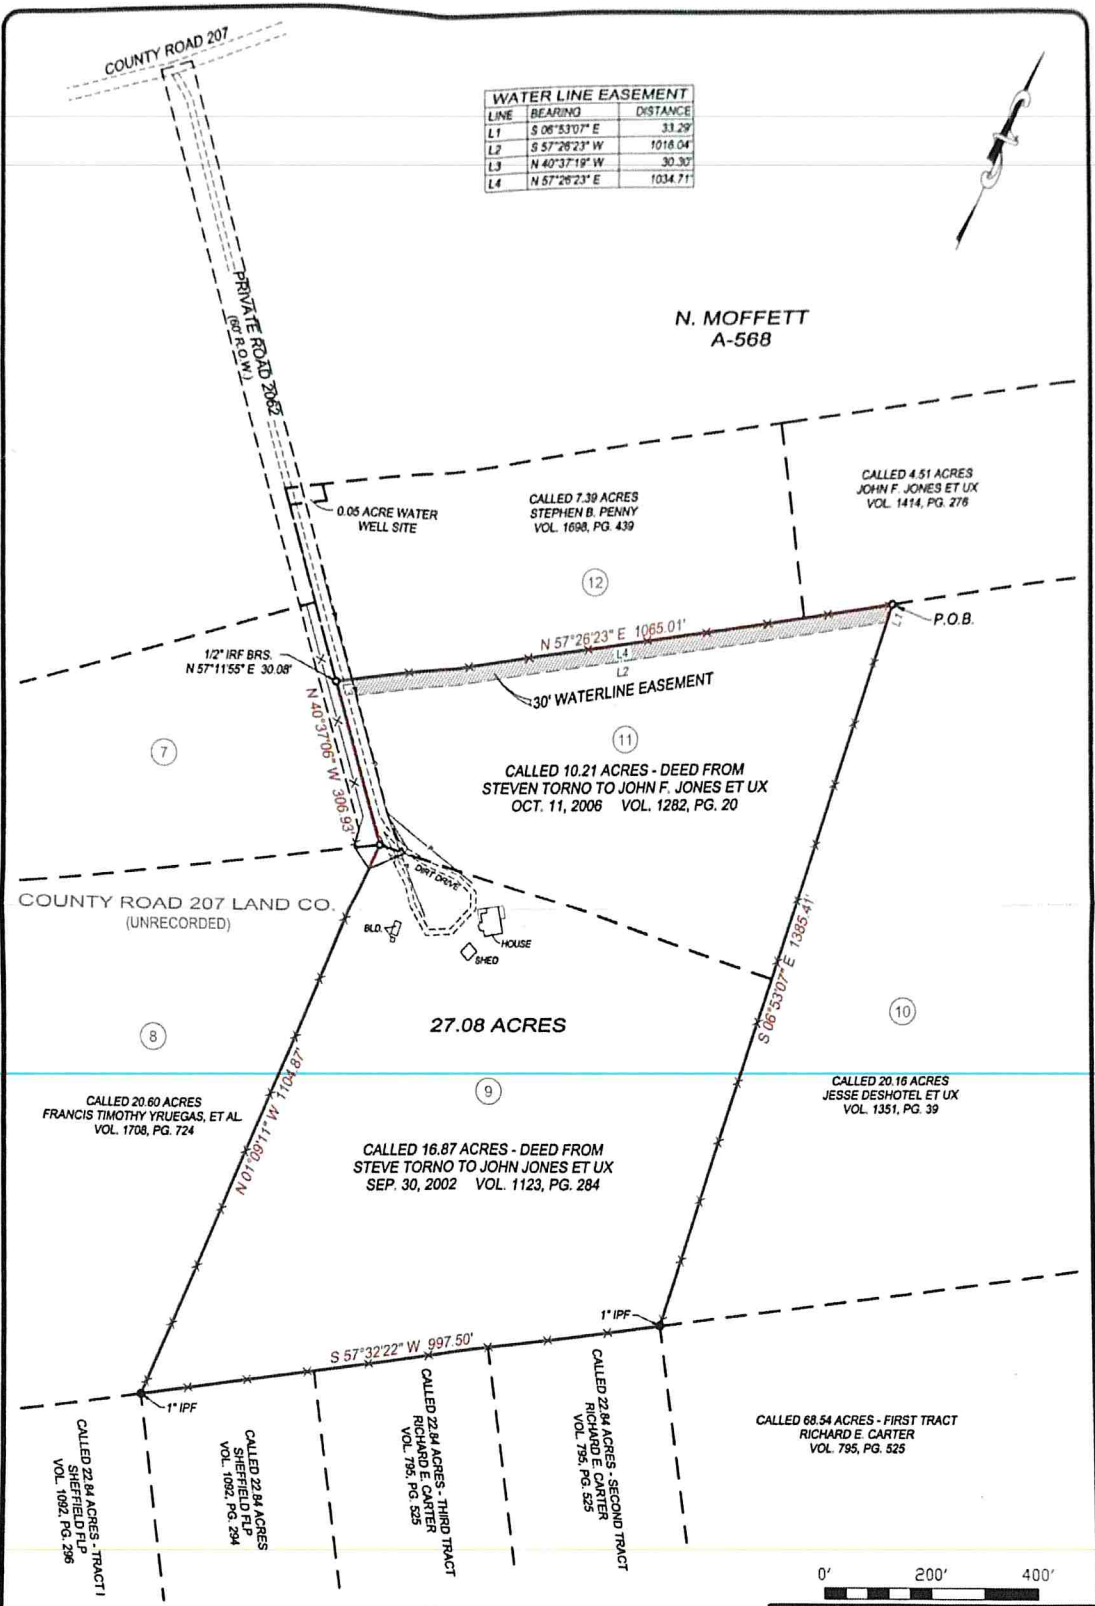 COUNTY ROAD 207
WATER LINE EASEMENT
LINE BEARING DISTANCE
L1 S 06°53'07" E 33.29'
L2 S 57°26'23" W 1016.04'
L3 N 40°37'19" W 30.30'
L4 N 57°26'23" E 1034.71'
PRIVATE ROAD 2062
(60' R.O.W.)
N. MOFFETT
A-568
0.05 ACRE WATER
WELL SITE
CALLED 7.39 ACRES
STEPHEN B. PENNY
VOL. 1698, PG. 439
CALLED 4.51 ACRES
JOHN F. JONES ET UX
VOL. 1414, PG. 276
12
P.O.B.
L1
N 57°26'23" E 1065.01'
L4
L2
1/2" IRF BRS.
N 57°11'55" E 30.08'
L3
30' WATERLINE EASEMENT
N 40°37'06" W 306.93'
7
11
CALLED 10.21 ACRES - DEED FROM
STEVEN TORNO TO JOHN F. JONES ET UX
OCT. 11, 2006 VOL. 1282, PG. 20
DIRT DRIVE
COUNTY ROAD 207 LAND CO.
(UNRECORDED)
BLD.
HOUSE
SHED
S 06°53'07" E 1385.41'
27.08 ACRES
8
10
CALLED 20.60 ACRES
FRANCIS TIMOTHY YRUEGAS, ET AL
VOL. 1708, PG. 724
N 01°09'11" W 1104.87'
9
CALLED 20.16 ACRES
JESSE DESHOTEL ET UX
VOL. 1351, PG. 39
CALLED 16.87 ACRES - DEED FROM
STEVE TORNO TO JOHN JONES ET UX
SEP. 30, 2002 VOL. 1123, PG. 284
1" IPF
S 57°32'22" W 997.50'
1" IPF
CALLED 22.84 ACRES - TRACT I
SHEFFIELD FLP
VOL. 1092, PG. 296
CALLED 22.84 ACRES
SHEFFIELD FLP
VOL. 1092, PG. 294
CALLED 22.84 ACRES - THIRD TRACT
RICHARD E. CARTER
VOL. 795, PG. 525
CALLED 22.84 ACRES - SECOND TRACT
RICHARD E. CARTER
VOL. 795, PG. 525
CALLED 68.54 ACRES - FIRST TRACT
RICHARD E. CARTER
VOL. 795, PG. 525
0' 200' 400'